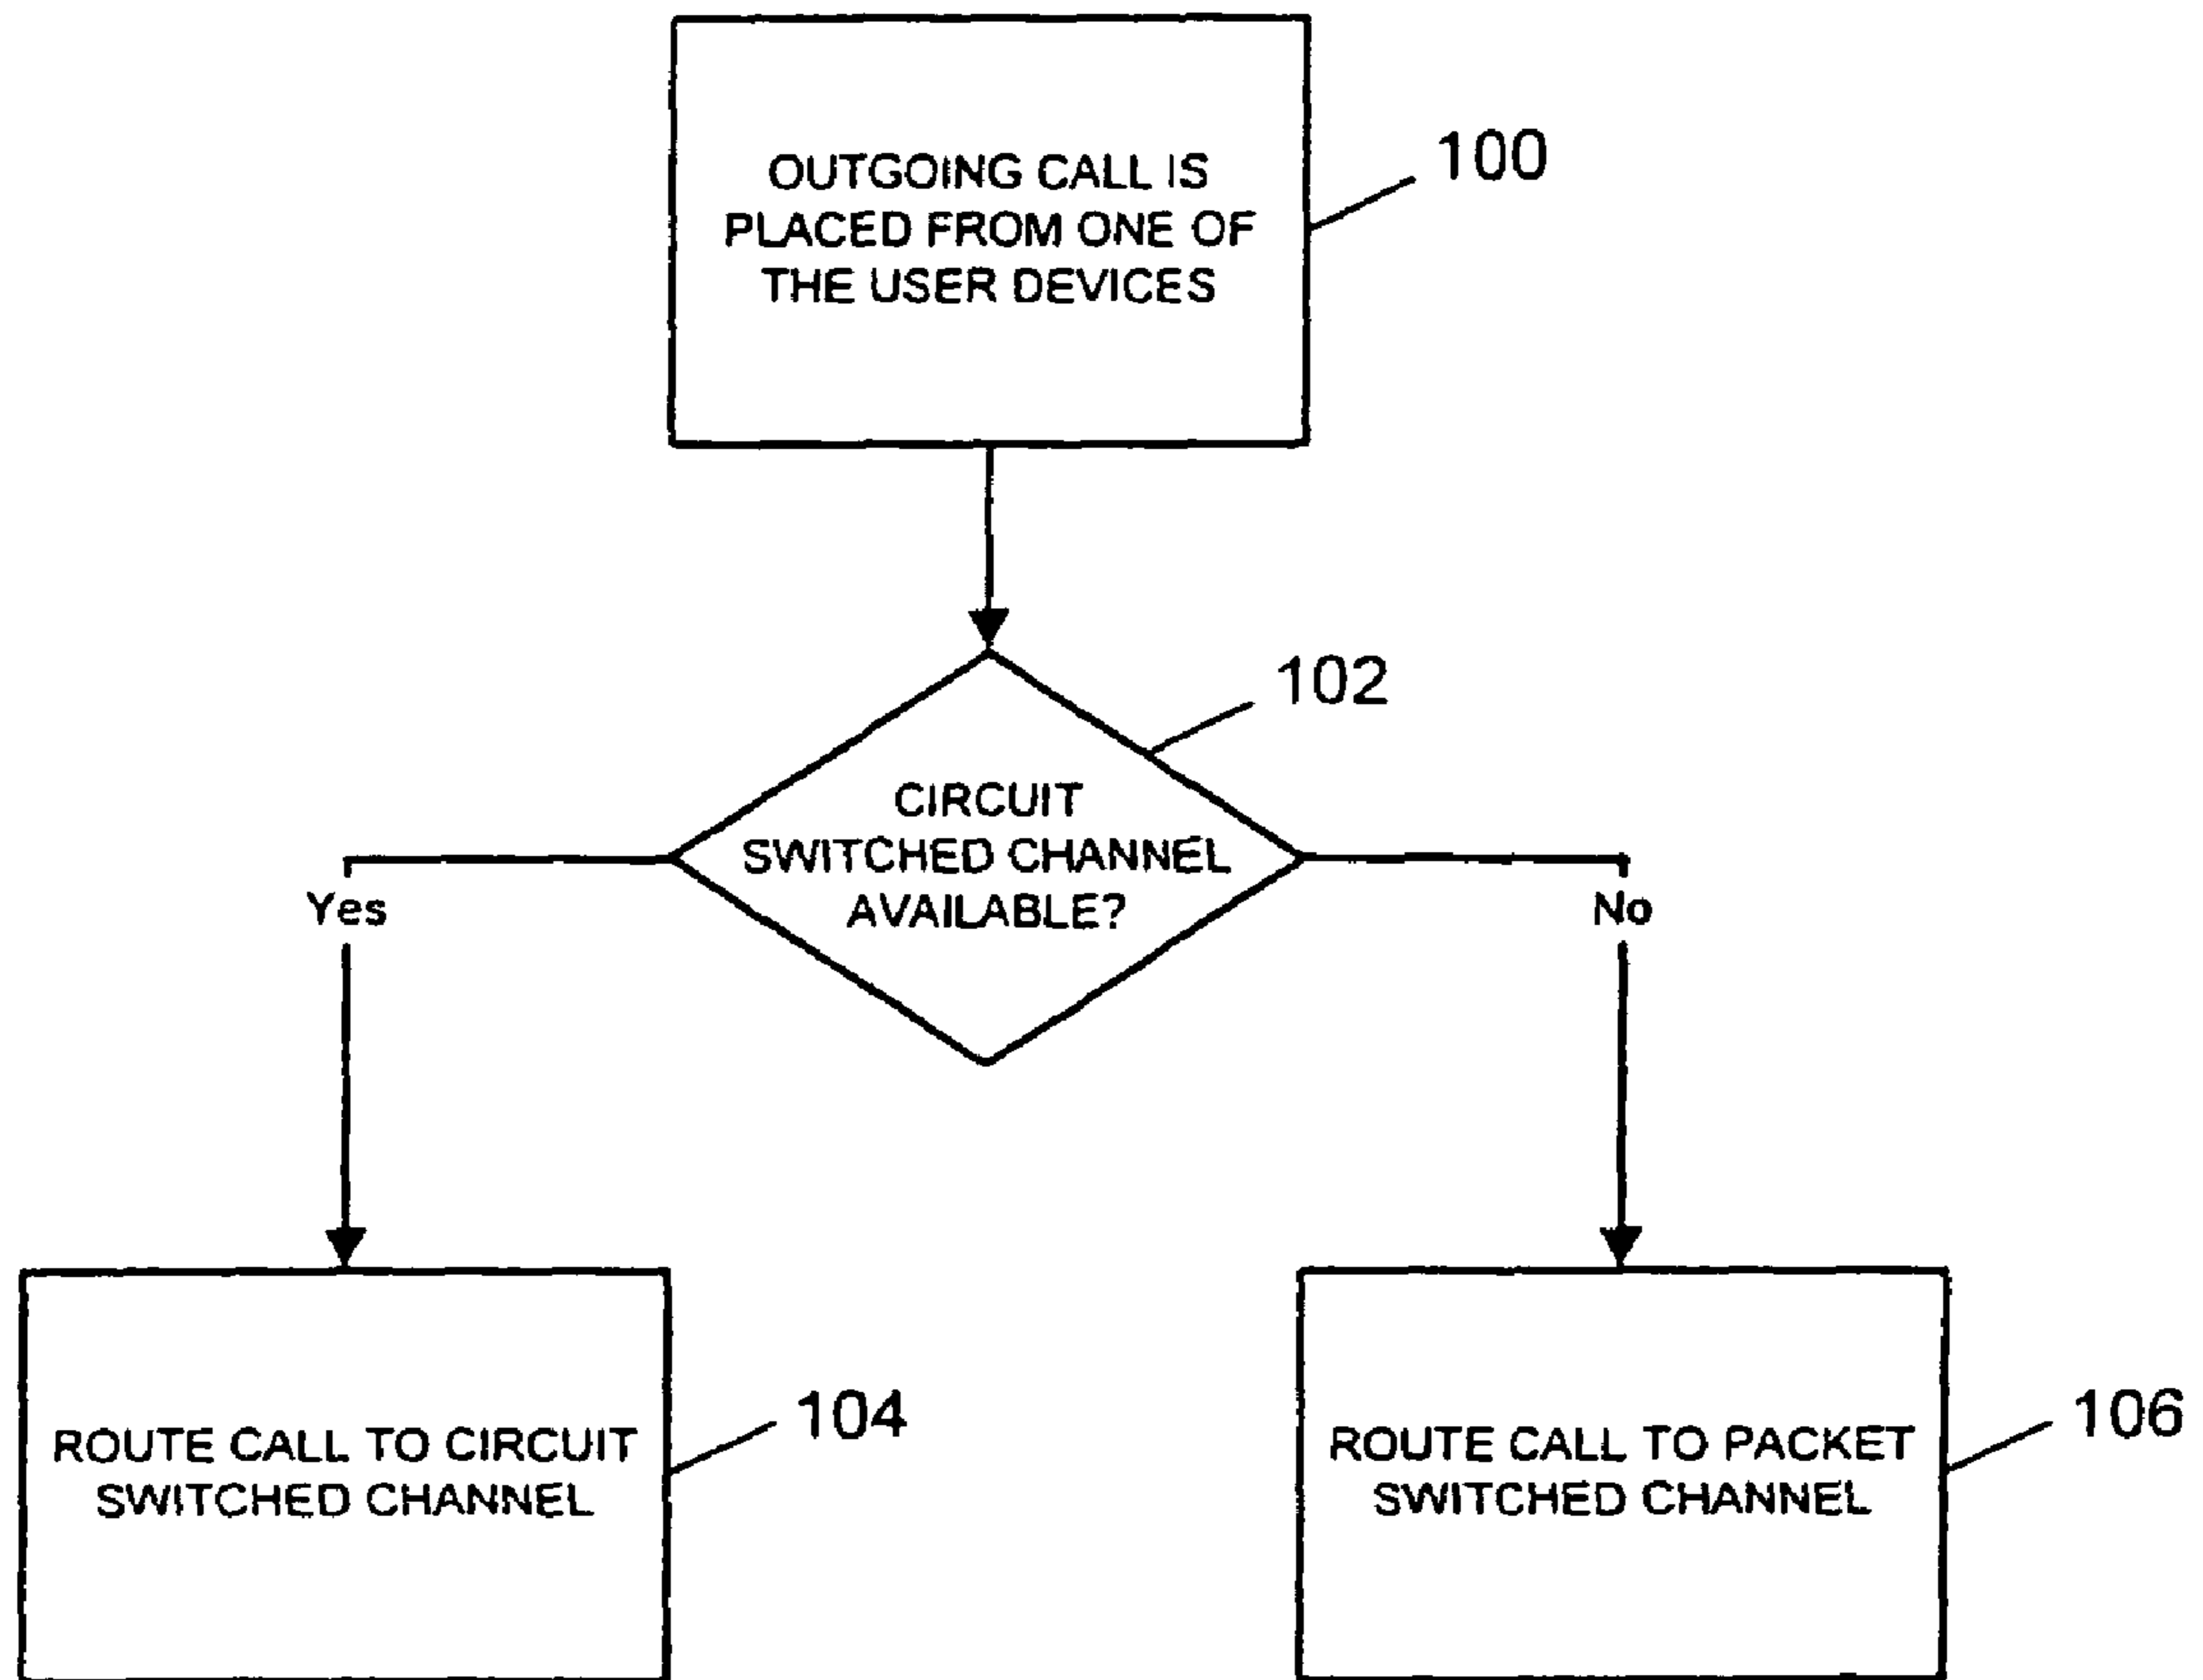 OUTGOING CALL IS
PLACED FROM ONE OF
THE USER DEVICES
100
102
CIRCUIT
SWITCHED CHANNEL
AVAILABLE?
Yes
No
ROUTE CALL TO CIRCUIT
SWITCHED CHANNEL
104
ROUTE CALL TO PACKET
SWITCHED CHANNEL
106